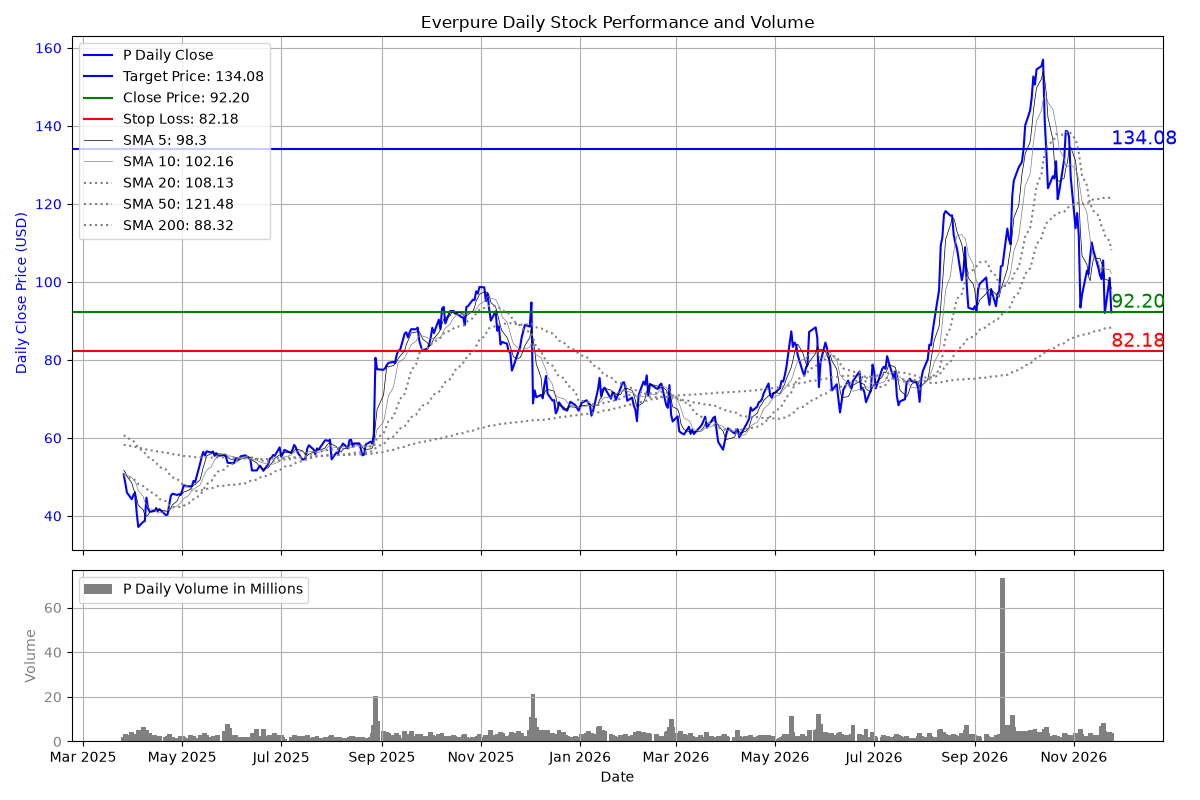 Everpure Daily Stock Performance and Volume
160
140
120
100
80
60
40
Daily Close Price (USD)
P Daily Close
Target Price: 134.08
Close Price: 92.20
Stop Loss: 82.18
SMA 5: 98.3
SMA 10: 102.16
SMA 20: 108.13
SMA 50: 121.48
SMA 200: 88.32
134.08
92.20
82.18
P Daily Volume in Millions
60
40
20
0
Volume
Mar 2025
May 2025
Jul 2025
Sep 2025
Nov 2025
Jan 2026
Mar 2026
May 2026
Jul 2026
Sep 2026
Nov 2026
Date